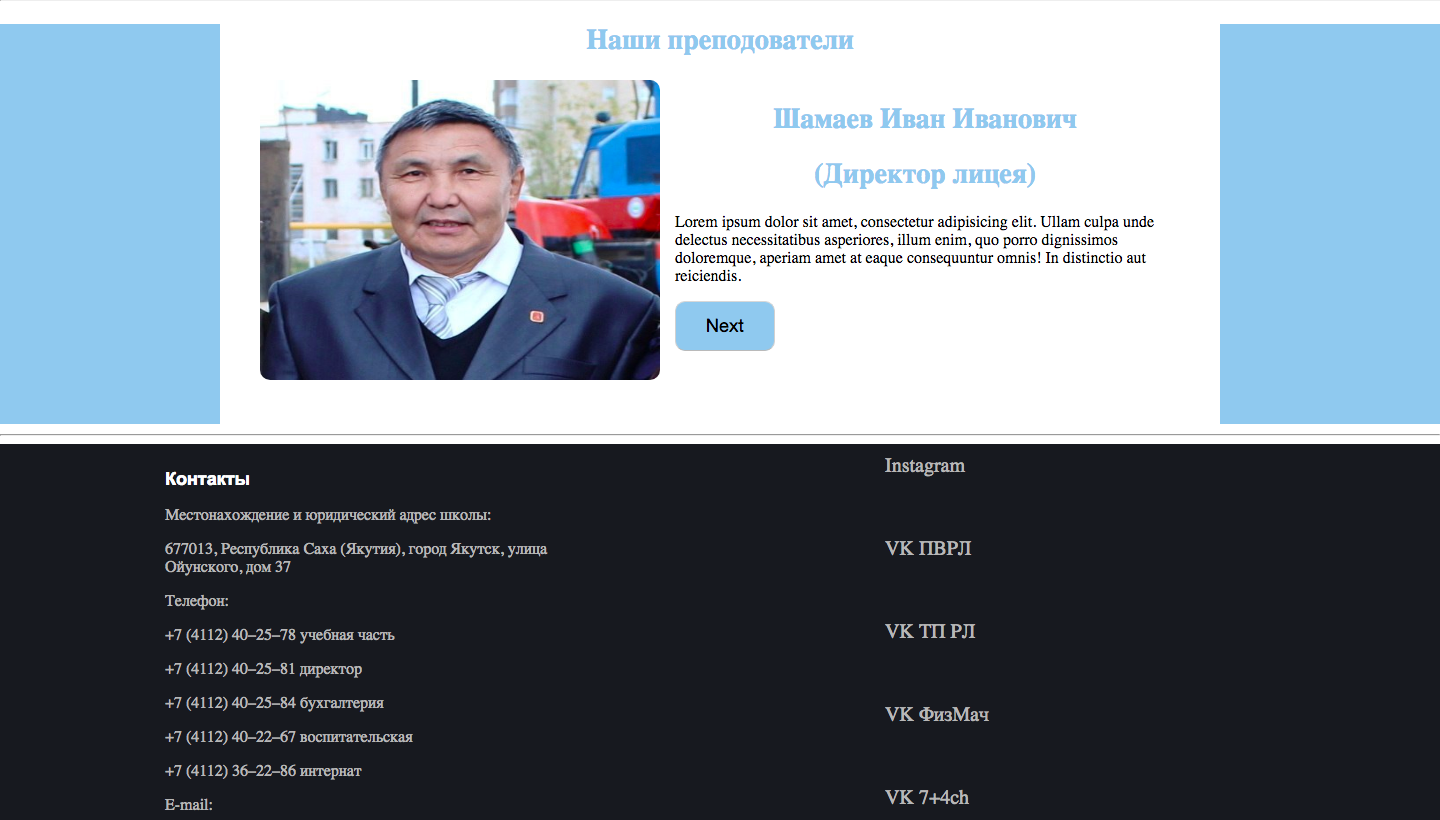 Наши преподователи
Шамаев Иван Иванович
(Директор лицея)
Lorem ipsum dolor sit amet, consectetur adipisicing elit. Ullam culpa unde
delectus necessitatibus asperiores, illum enim, quo porro dignissimos
doloremque, aperiam amet at eaque consequuntur omnis! In distinctio aut
reiciendis.
Next
Контакты
Местонахождение и юридический адрес школы:
677013, Республика Саха (Якутия), город Якутск, улица
Ойунского, дом 37
Телефон:
+7 (4112) 40–25–78 учебная часть
+7 (4112) 40–25–81 директор
+7 (4112) 40–25–84 бухгалтерия
+7 (4112) 40–22–67 воспитательская
+7 (4112) 36–22–86 интернат
E-mail:
Instagram
VK ПВРЛ
VK ТП РЛ
VK ФизМач
VK 7+4ch